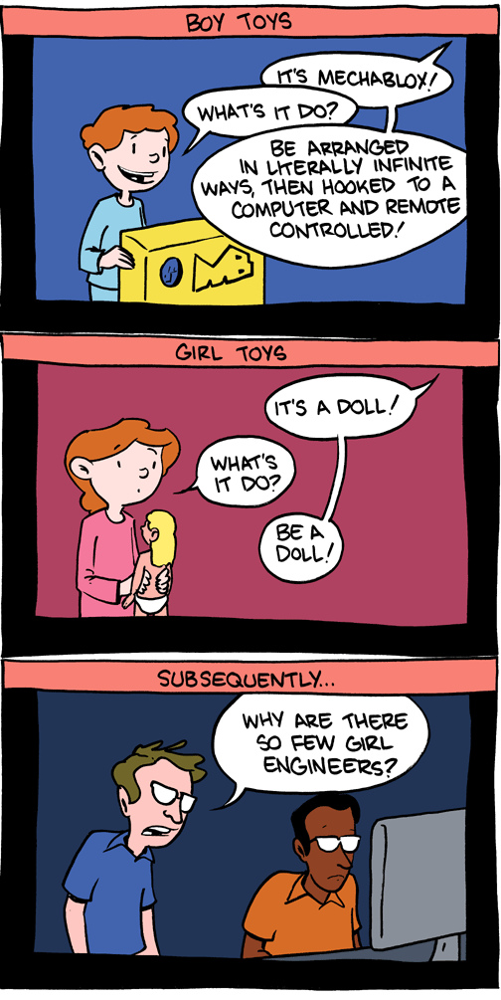 BOY TOYS
IT'S MECHABLOX!
WHAT'S IT DO?
BE ARRANGED
IN LITERALLY INFINITE
WAYS, THEN HOOKED TO A
COMPUTER AND REMOTE
CONTROLLED!
MB
GIRL TOYS
IT'S A DOLL!
WHAT'S
IT DO?
BE A
DOLL!
SUBSEQUENTLY...
WHY ARE THERE
SO FEW GIRL
ENGINEERS?